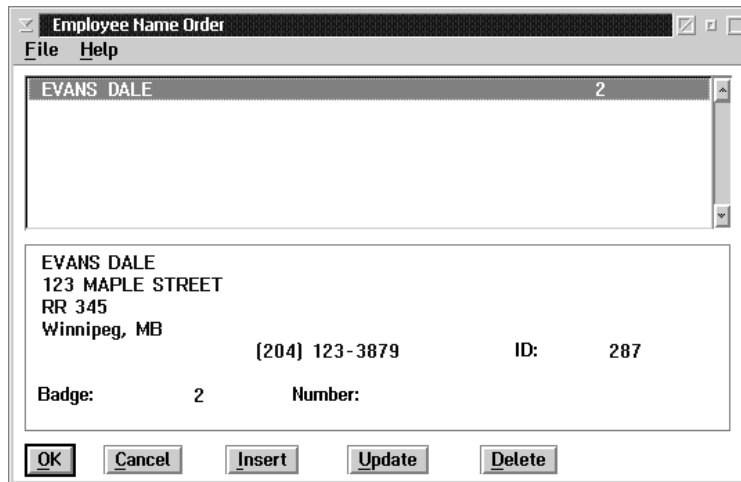 Employee Name Order
File Help
EVANS DALE 2
EVANS DALE
123 MAPLE STREET
RR 345
Winnipeg, MB
(204) 123-3879 ID: 287
Badge: 2 Number:
OK Cancel Insert Update Delete